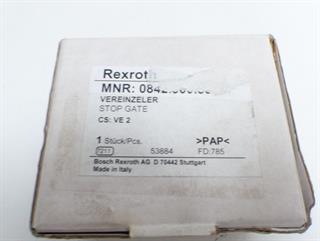 Rexroth
MNR:
VEREINZELER
STOP GATE
CS: VE 2
1 Stück/Pcs. >PAP<
7211 53884 FD:785
Bosch Rexroth AG D 70442 Stuttgart
Made in Italy